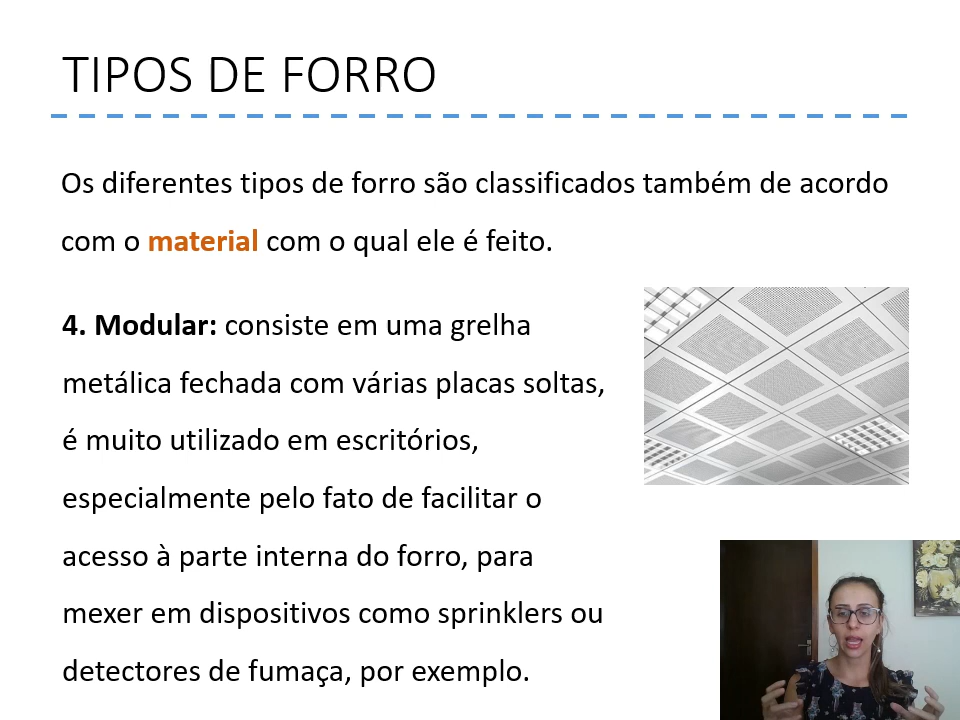 TIPOS DE FORRO
Os diferentes tipos de forro são classificados também de acordo
com o material com o qual ele é feito.
4. Modular: consiste em uma grelha
metálica fechada com várias placas soltas,
é muito utilizado em escritórios,
especialmente pelo fato de facilitar o
acesso à parte interna do forro, para
mexer em dispositivos como sprinklers ou
detectores de fumaça, por exemplo.